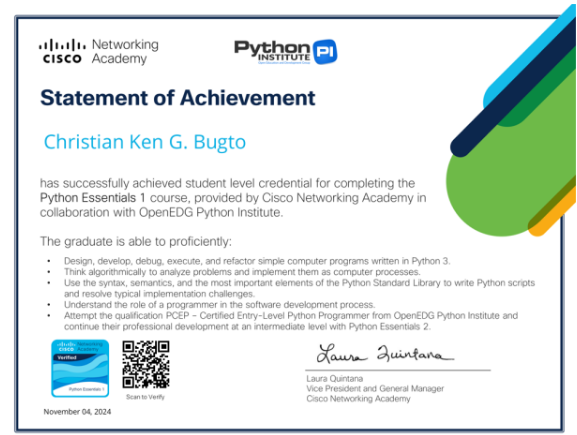 Networking
CISCO Academy
Python
INSTITUTE
PI
Statement of Achievement
Christian Ken G. Bugto
has successfully achieved student level credential for completing the
Python Essentials 1 course, provided by Cisco Networking Academy in
collaboration with OpenEDG Python Institute.
The graduate is able to proficiently:
• Design, develop, debug, execute, and refactor simple computer programs written in Python 3.
• Think algorithmically to analyze problems and implement them as computer processes.
• Use the syntax, semantics, and the most important elements of the Python Standard Library to write Python scripts
and resolve typical implementation challenges.
• Understand the role of a programmer in the software development process.
• Attempt the qualification PCEP – Certified Entry-Level Python Programmer from OpenEDG Python Institute and
continue their professional development at an intermediate level with Python Essentials 2.
CISCO
Verified
Python Essentials 1
Scan to Verify
Laura Quintana
Laura Quintana
Vice President and General Manager
Cisco Networking Academy
November 04, 2024